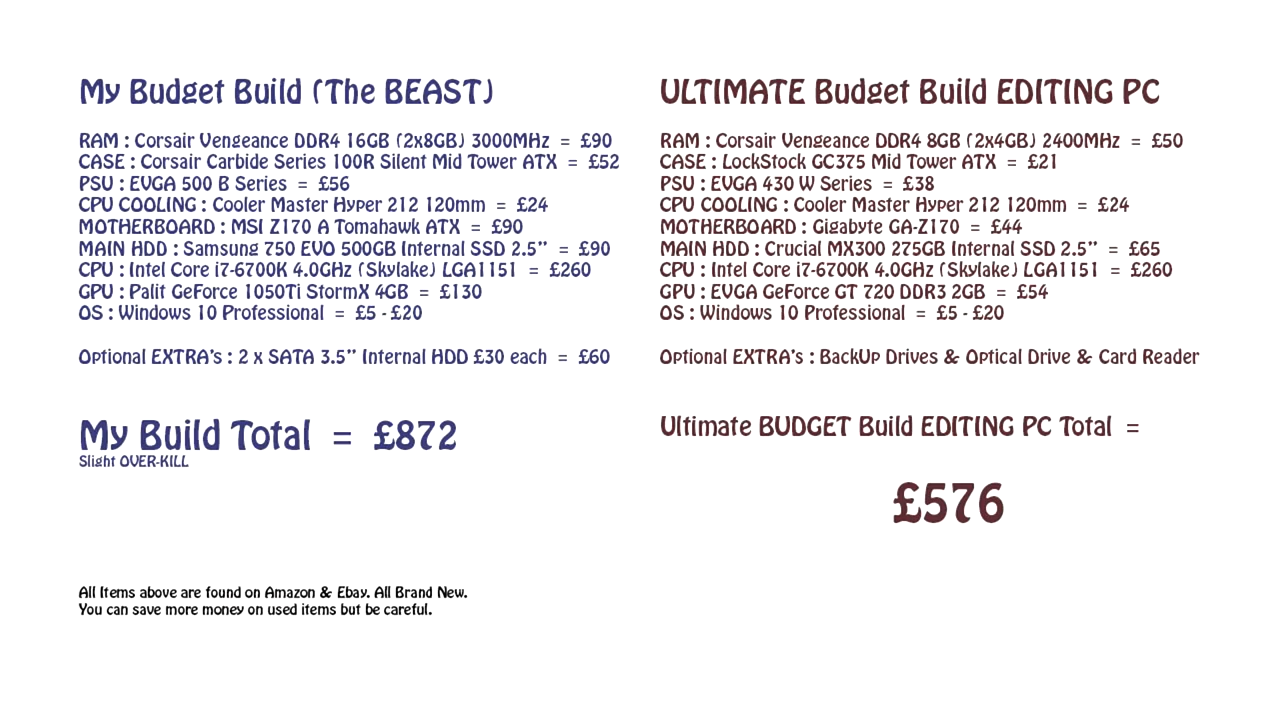 My Budget Build (The BEAST)
RAM : Corsair Vengeance DDR4 16GB (2x8GB) 3000MHz = £90
CASE : Corsair Carbide Series 100R Silent Mid Tower ATX = £52
PSU : EVGA 500 B Series = £56
CPU COOLING : Cooler Master Hyper 212 120mm = £24
MOTHERBOARD : MSI Z170 A Tomahawk ATX = £90
MAIN HDD : Samsung 750 EVO 500GB Internal SSD 2.5” = £90
CPU : Intel Core i7-6700K 4.0GHz (Skylake) LGA1151 = £260
GPU : Palit GeForce 1050Ti StormX 4GB = £130
OS : Windows 10 Professional = £5 - £20
Optional EXTRA's : 2 x SATA 3.5” Internal HDD £30 each = £60
My Build Total = £872
Slight OVER-KILL
ULTIMATE Budget Build EDITING PC
RAM : Corsair Vengeance DDR4 8GB (2x4GB) 2400MHz = £50
CASE : LockStock GC375 Mid Tower ATX = £21
PSU : EVGA 430 W Series = £38
CPU COOLING : Cooler Master Hyper 212 120mm = £24
MOTHERBOARD : Gigabyte GA-Z170 = £44
MAIN HDD : Crucial MX300 275GB Internal SSD 2.5” = £65
CPU : Intel Core i7-6700K 4.0GHz (Skylake) LGA1151 = £260
GPU : EVGA GeForce GT 720 DDR3 2GB = £54
OS : Windows 10 Professional = £5 - £20
Optional EXTRA's : BackUp Drives & Optical Drive & Card Reader
Ultimate BUDGET Build EDITING PC Total =
£576
All Items above are found on Amazon & Ebay. All Brand New.
You can save more money on used items but be careful.